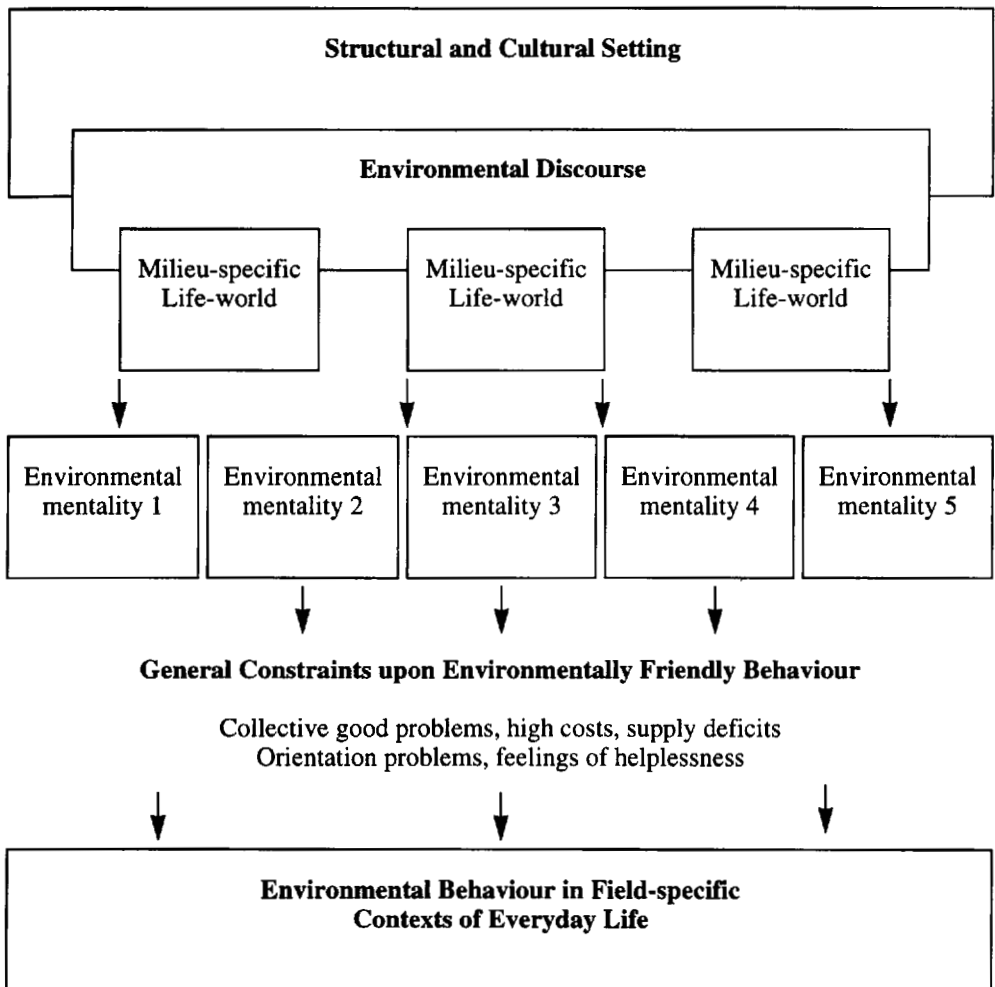 Structural and Cultural Setting
Environmental Discourse
Milieu-specific
Life-world
Milieu-specific
Life-world
Milieu-specific
Life-world
Environmental
mentality 1
Environmental
mentality 2
Environmental
mentality 3
Environmental
mentality 4
Environmental
mentality 5
General Constraints upon Environmentally Friendly Behaviour
Collective good problems, high costs, supply deficits
Orientation problems, feelings of helplessness
Environmental Behaviour in Field-specific
Contexts of Everyday Life